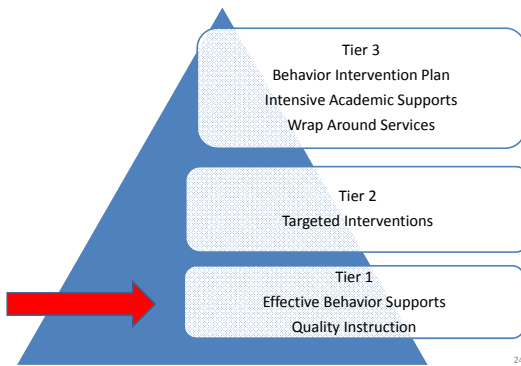 Tier 3
Behavior Intervention Plan
Intensive Academic Supports
Wrap Around Services
Tier 2
Targeted Interventions
Tier 1
Effective Behavior Supports
Quality Instruction
24